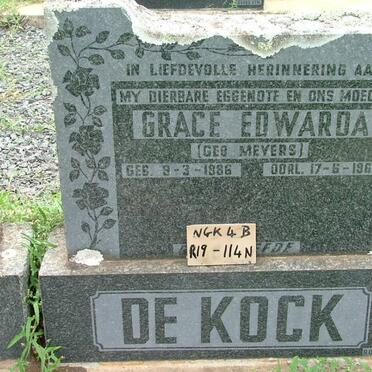 IN LIEFDEVOLLE HERINNERING AA
MY DIERBARE EGGENOTE EN ONS MOED
GRACE EDWARDA
(GEB MEYERS)
GEB. 9-3-1886 OORL. 17-6-196
NGK 4 B
R19-114N
DE KOCK